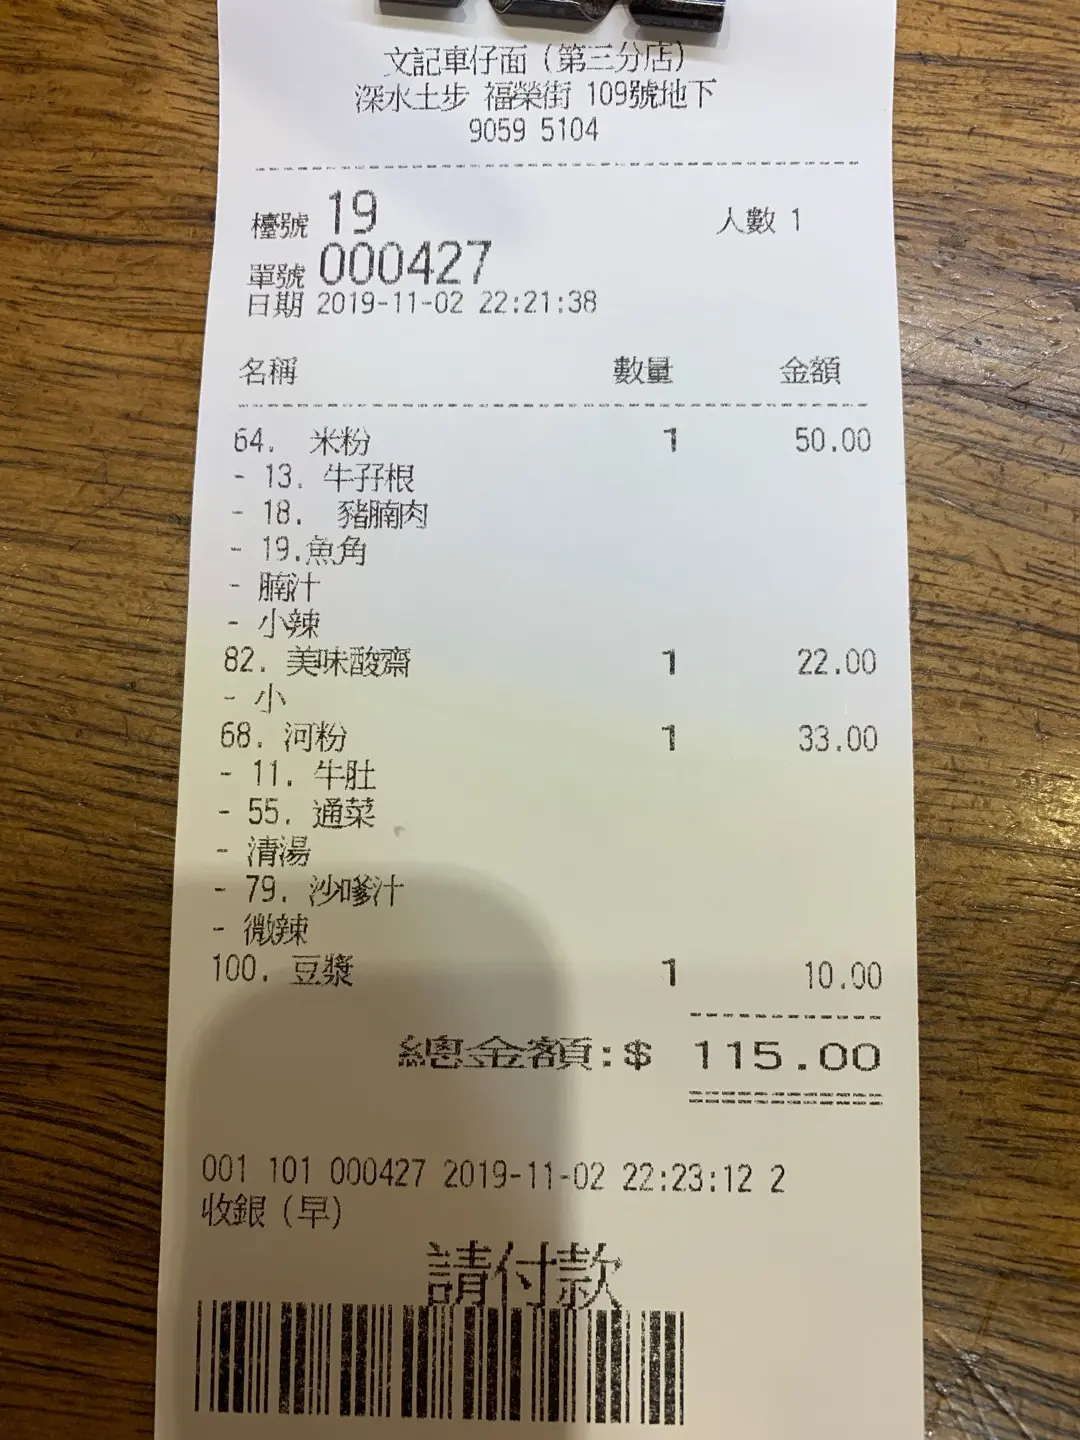 文記車仔面（第三分店）
深水土步 福榮街 109號地下
9059 5104
檯號 19 人數 1
單號 000427
日期 2019-11-02 22:21:38
名稱 數量 金額
64. 米粉 1 50.00
- 13. 牛孖根
- 18. 豬腩肉
- 19.魚角
- 腩汁
- 小辣
82. 美味酸齋 1 22.00
- 小
68. 河粉 1 33.00
- 11. 牛肚
- 55. 通菜
- 清湯
- 79. 沙嗲汁
- 微辣
100. 豆漿 1 10.00
總金額:$ 115.00
001 101 000427 2019-11-02 22:23:12 2
收銀（早）
請付款